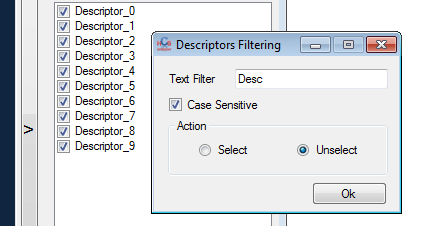 Descriptor_0
Descriptor_1
Descriptor_2
Descriptor_3
Descriptor_4
Descriptor_5
Descriptor_6
Descriptor_7
Descriptor_8
Descriptor_9
>
Descriptors Filtering
Text Filter Desc
Case Sensitive
Action
Select Unselect
Ok